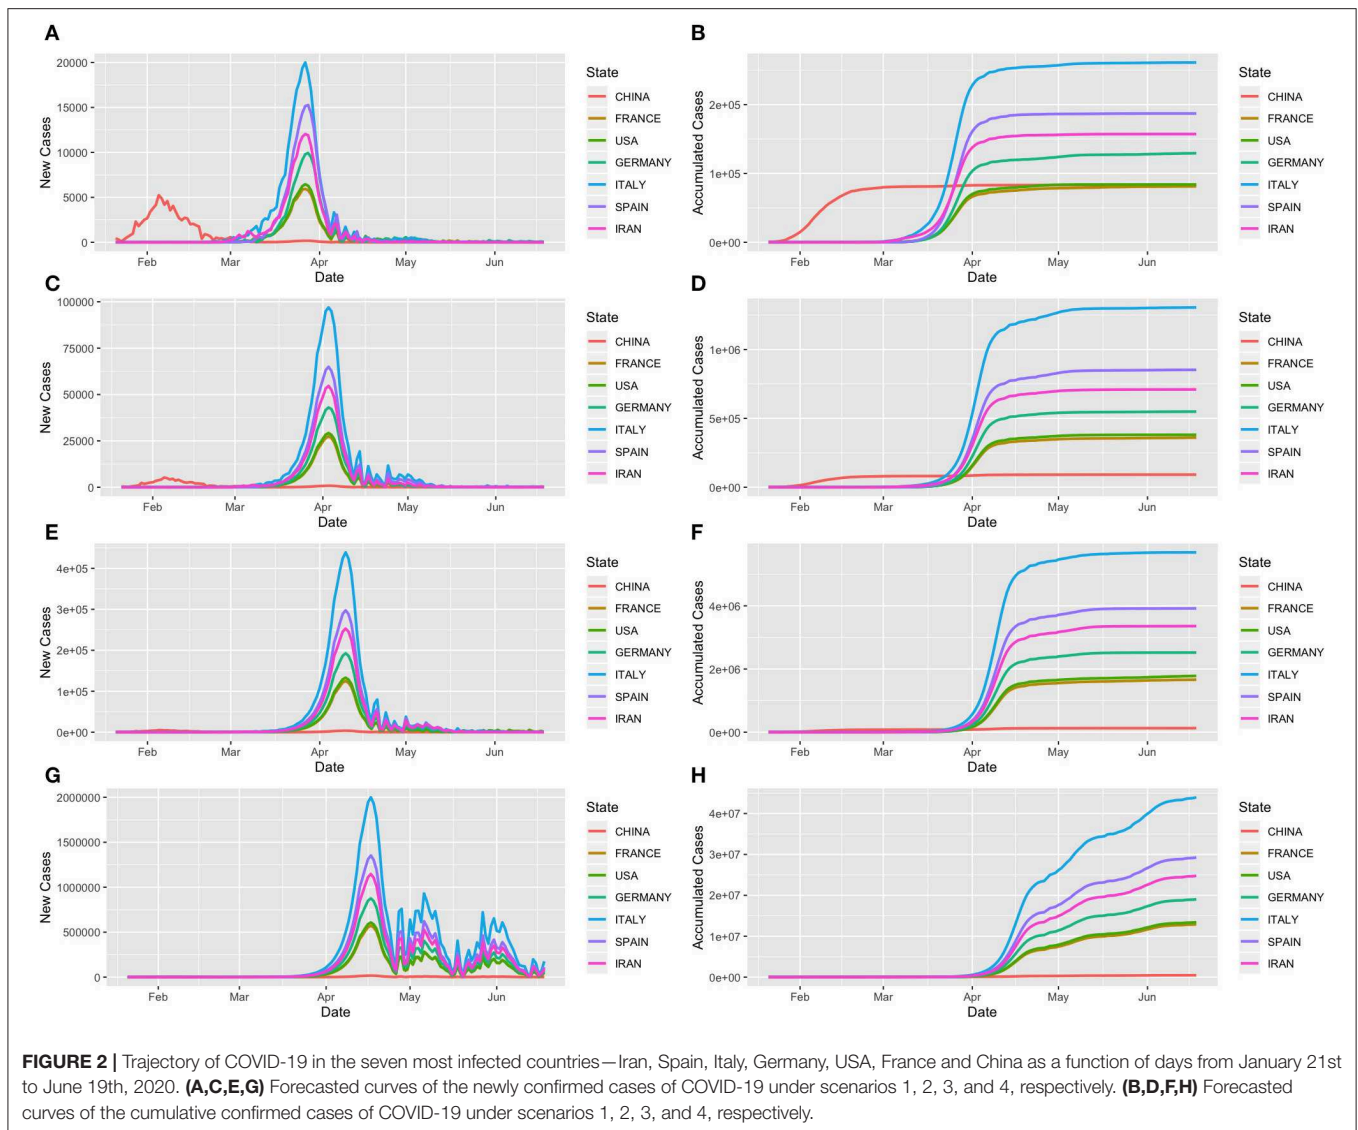 A
20000
15000
10000
5000
0
New Cases
Feb Mar Apr May Jun
Date
State
CHINA
FRANCE
USA
GERMANY
ITALY
SPAIN
IRAN
B
2e+05
1e+05
0e+00
Accumulated Cases
Feb Mar Apr May Jun
Date
State
CHINA
FRANCE
USA
GERMANY
ITALY
SPAIN
IRAN
C
100000
75000
50000
25000
0
New Cases
Feb Mar Apr May Jun
Date
State
CHINA
FRANCE
USA
GERMANY
ITALY
SPAIN
IRAN
D
1e+06
5e+05
0e+00
Accumulated Cases
Feb Mar Apr May Jun
Date
State
CHINA
FRANCE
USA
GERMANY
ITALY
SPAIN
IRAN
E
4e+05
3e+05
2e+05
1e+05
0e+00
New Cases
Feb Mar Apr May Jun
Date
State
CHINA
FRANCE
USA
GERMANY
ITALY
SPAIN
IRAN
F
4e+06
2e+06
0e+00
Accumulated Cases
Feb Mar Apr May Jun
Date
State
CHINA
FRANCE
USA
GERMANY
ITALY
SPAIN
IRAN
G
2000000
1500000
1000000
500000
0
New Cases
Feb Mar Apr May Jun
Date
State
CHINA
FRANCE
USA
GERMANY
ITALY
SPAIN
IRAN
H
4e+07
3e+07
2e+07
1e+07
0e+00
Accumulated Cases
Feb Mar Apr May Jun
Date
State
CHINA
FRANCE
USA
GERMANY
ITALY
SPAIN
IRAN
FIGURE 2 | Trajectory of COVID-19 in the seven most infected countries—Iran, Spain, Italy, Germany, USA, France and China as a function of days from January 21st
to June 19th, 2020. (A,C,E,G) Forecasted curves of the newly confirmed cases of COVID-19 under scenarios 1, 2, 3, and 4, respectively. (B,D,F,H) Forecasted
curves of the cumulative confirmed cases of COVID-19 under scenarios 1, 2, 3, and 4, respectively.